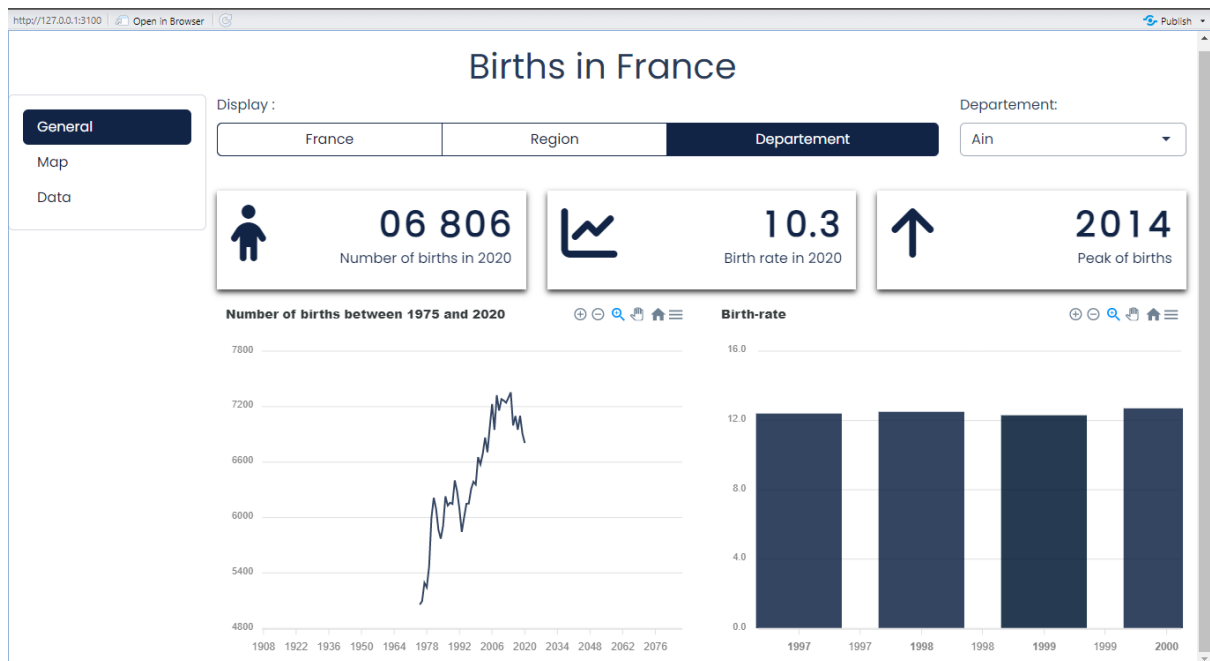 http://127.0.0.1:3100 Open in Browser Publish
Births in France
General
Map
Data
Display :
France Region Departement
Departement:
Ain
06 806
Number of births in 2020
10.3
Birth rate in 2020
2014
Peak of births
Number of births between 1975 and 2020
7800
7200
6600
6000
5400
4800
1908 1922 1936 1950 1964 1978 1992 2006 2020 2034 2048 2062 2076
Birth-rate
16.0
12.0
8.0
4.0
0.0
1997 1997 1998 1998 1999 1999 2000